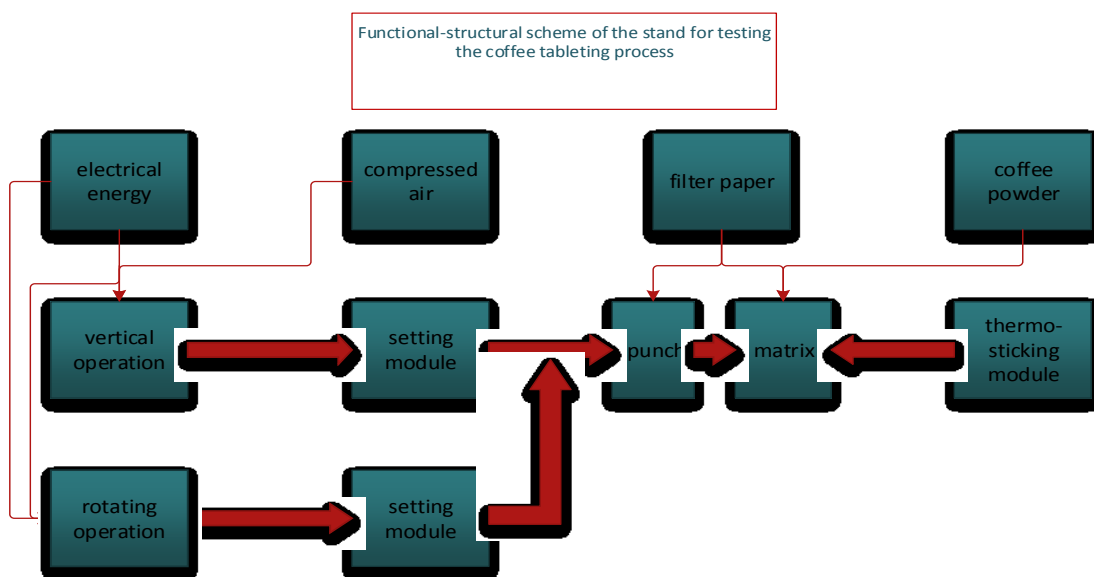 Functional-structural scheme of the stand for testing
the coffee tableting process
electrical
energy
compressed
air
filter paper
coffee
powder
vertical
operation
setting
module
punch
matrix
thermo-
sticking
module
rotating
operation
setting
module